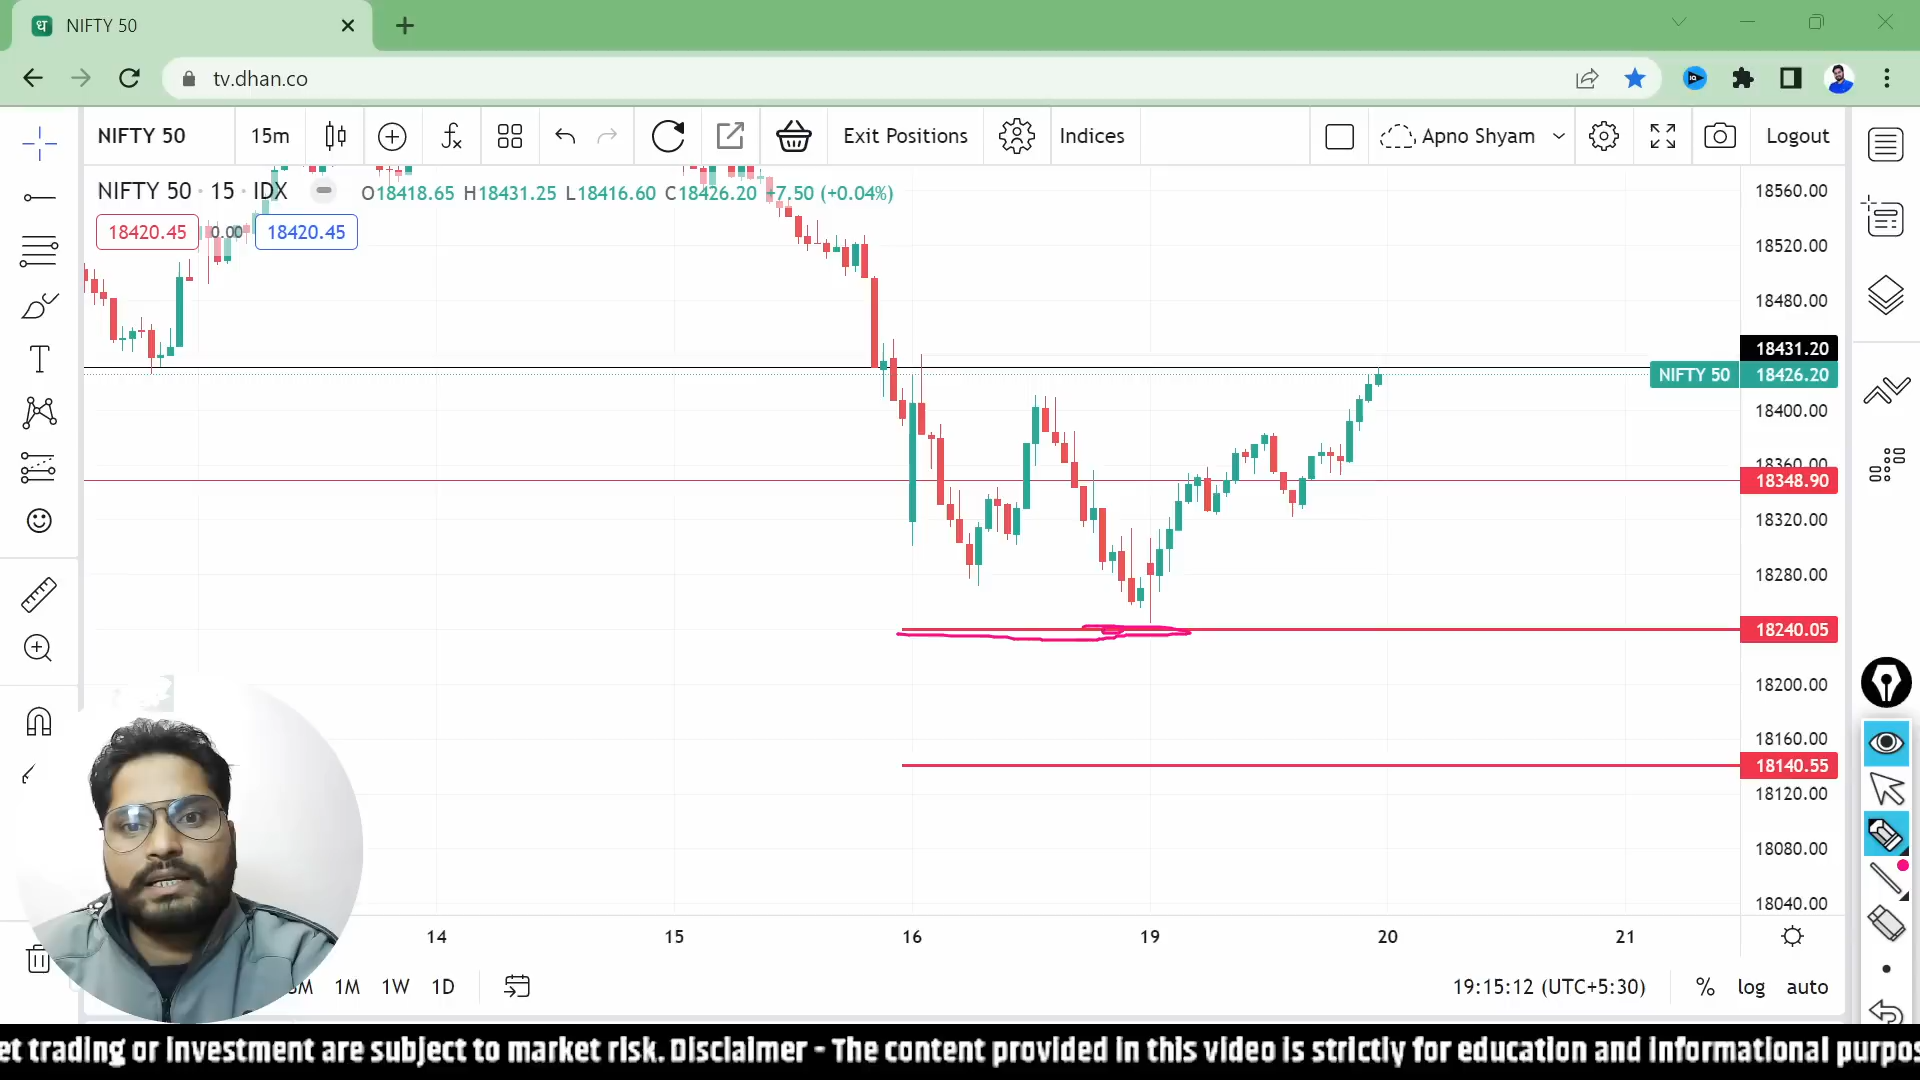 ध NIFTY 50
tv.dhan.co
NIFTY 50 15m Exit Positions Indices Apno Shyam Logout
NIFTY 50 · 15 · IDX O18418.65 H18431.25 L18416.60 C18426.20 +7.50 (+0.04%)
18420.45 0.00 18420.45
18560.00
18520.00
18480.00
18431.20
NIFTY 50 18426.20
18400.00
18360.00
18348.90
18320.00
18280.00
18240.05
18200.00
18160.00
18140.55
18120.00
18080.00
18040.00
14 15 16 19 20 21
1M 1W 1D 19:15:12 (UTC+5:30) % log auto
trading or investment are subject to market risk. Disclaimer - The content provided in this video is strictly for education and informational